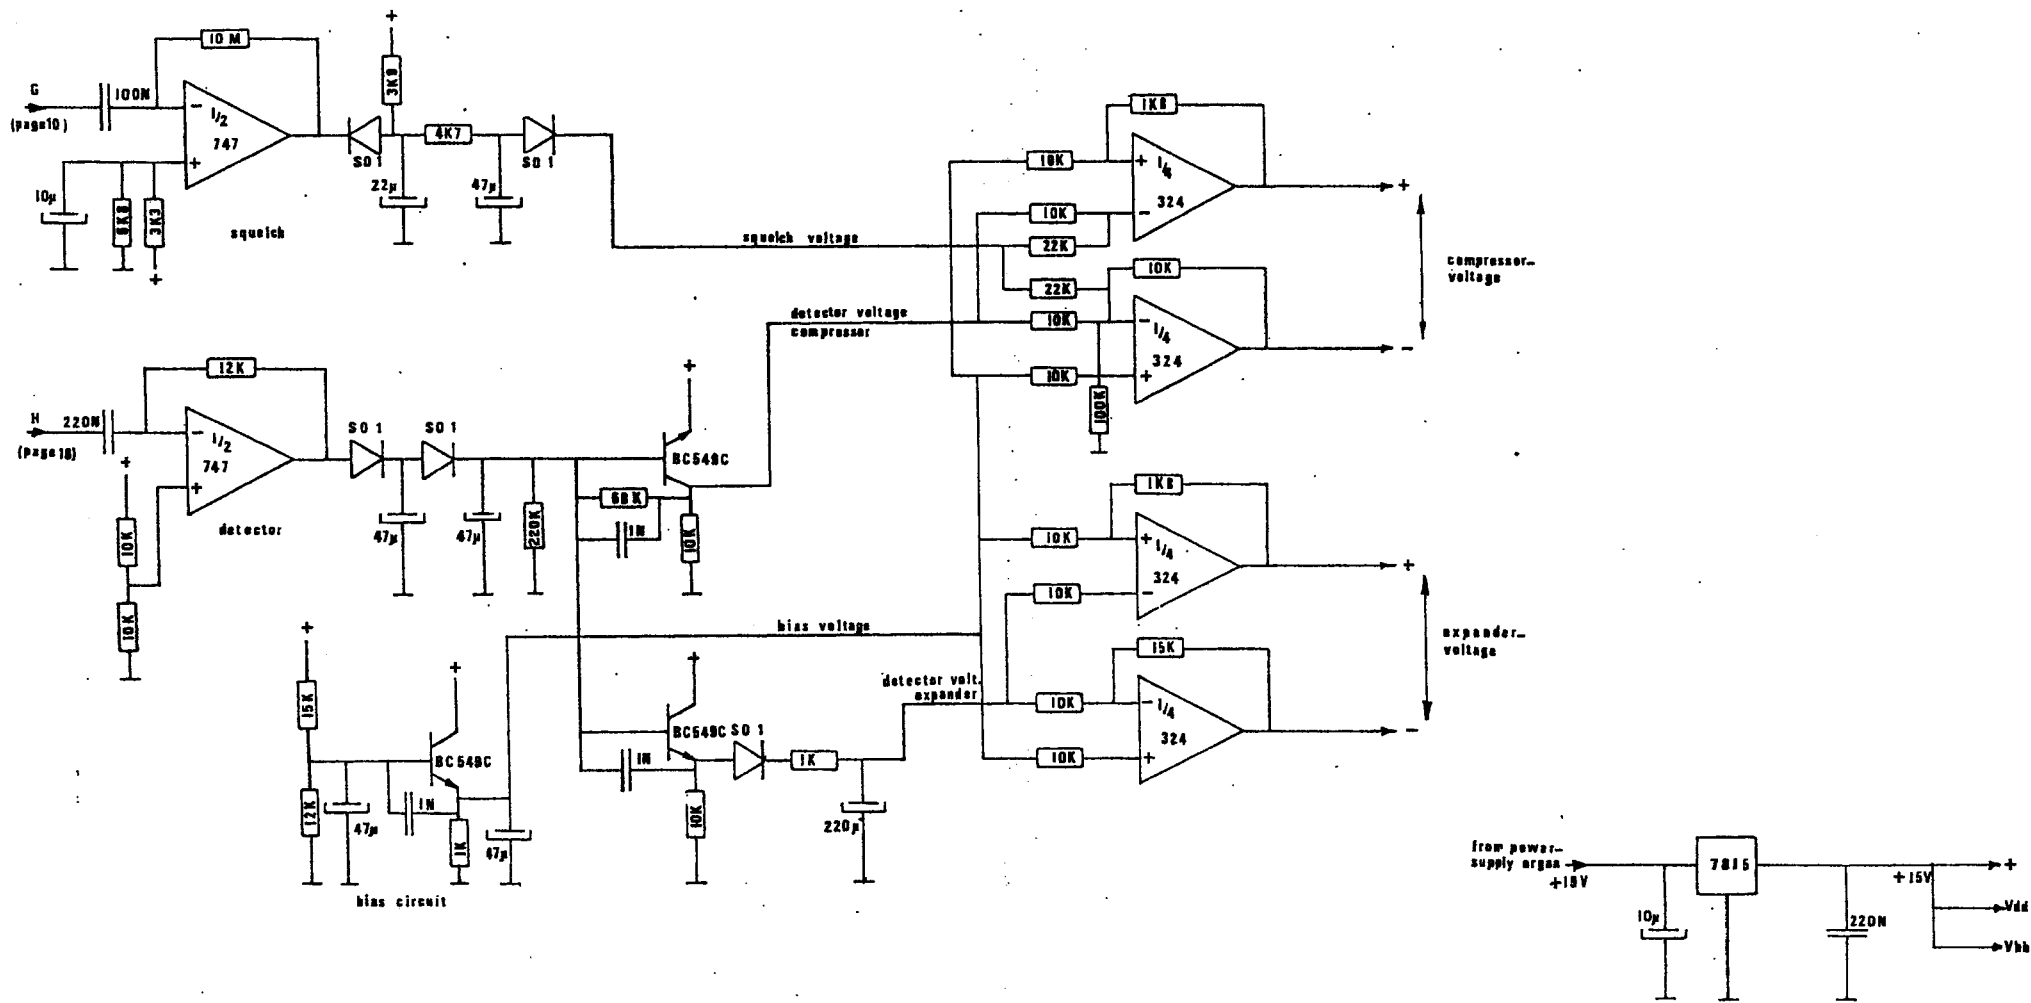 10 M
+
3K9
G
(page10)
100N
-
1/2
747
+
SO 1
4K7
SO 1
10µ
3K3
+
22µ
47µ
squelch
squelch voltage
10K
1K8
+
1/4
324
-
10K
22K
+
compressor-
voltage
22K
10K
10K
-
1/4
324
+
10K
100K
-
detector voltage
compressor
12K
H
(page 18)
220N
-
1/2
747
+
+
10K
10K
detector
SO 1
SO 1
47µ
47µ
220K
+
BC549C
68K
1N
10K
1K8
10K
+
1/4
324
-
10K
+
expander-
voltage
15K
10K
-
1/4
324
+
10K
-
bias voltage
detector volt.
expander
+
15K
12K
47µ
+
BC549C
1N
1K
47µ
bias circuit
+
BC549C
1N
10K
SO 1
1K
220µ
from power-
supply organ
+18V
10µ
7815
220N
+15V
+
Vdd
Vbb